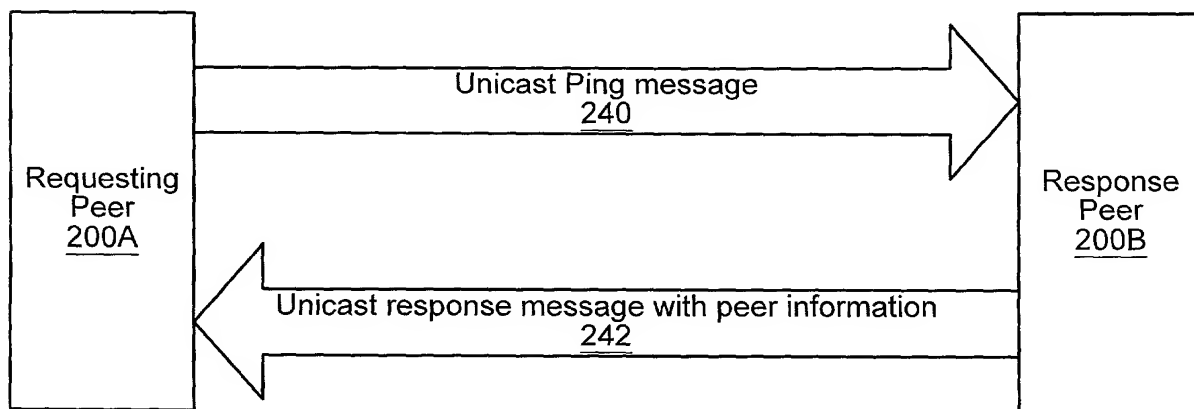 Requesting
Peer
200A
Unicast Ping message
240
Unicast response message with peer information
242
Response
Peer
200B